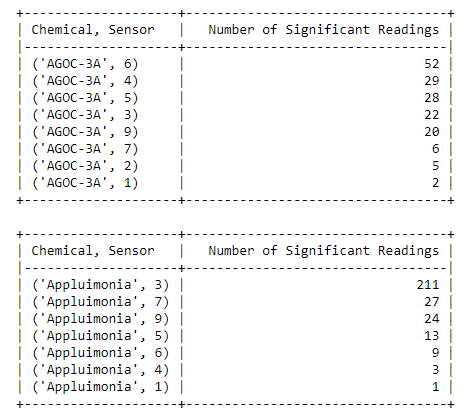 +--------------------+------------------------------+
| Chemical, Sensor   |   Number of Significant Readings |
|--------------------+------------------------------|
| ('AGOC-3A', 6)     |                           52 |
| ('AGOC-3A', 4)     |                           29 |
| ('AGOC-3A', 5)     |                           28 |
| ('AGOC-3A', 3)     |                           22 |
| ('AGOC-3A', 9)     |                           20 |
| ('AGOC-3A', 7)     |                            6 |
| ('AGOC-3A', 2)     |                            5 |
| ('AGOC-3A', 1)     |                            2 |
+--------------------+------------------------------+
+--------------------+------------------------------+
| Chemical, Sensor   |   Number of Significant Readings |
|--------------------+------------------------------|
| ('Appluimonia', 3) |                          211 |
| ('Appluimonia', 7) |                           27 |
| ('Appluimonia', 9) |                           24 |
| ('Appluimonia', 5) |                           13 |
| ('Appluimonia', 6) |                            9 |
| ('Appluimonia', 4) |                            3 |
| ('Appluimonia', 1) |                            1 |
+--------------------+------------------------------+